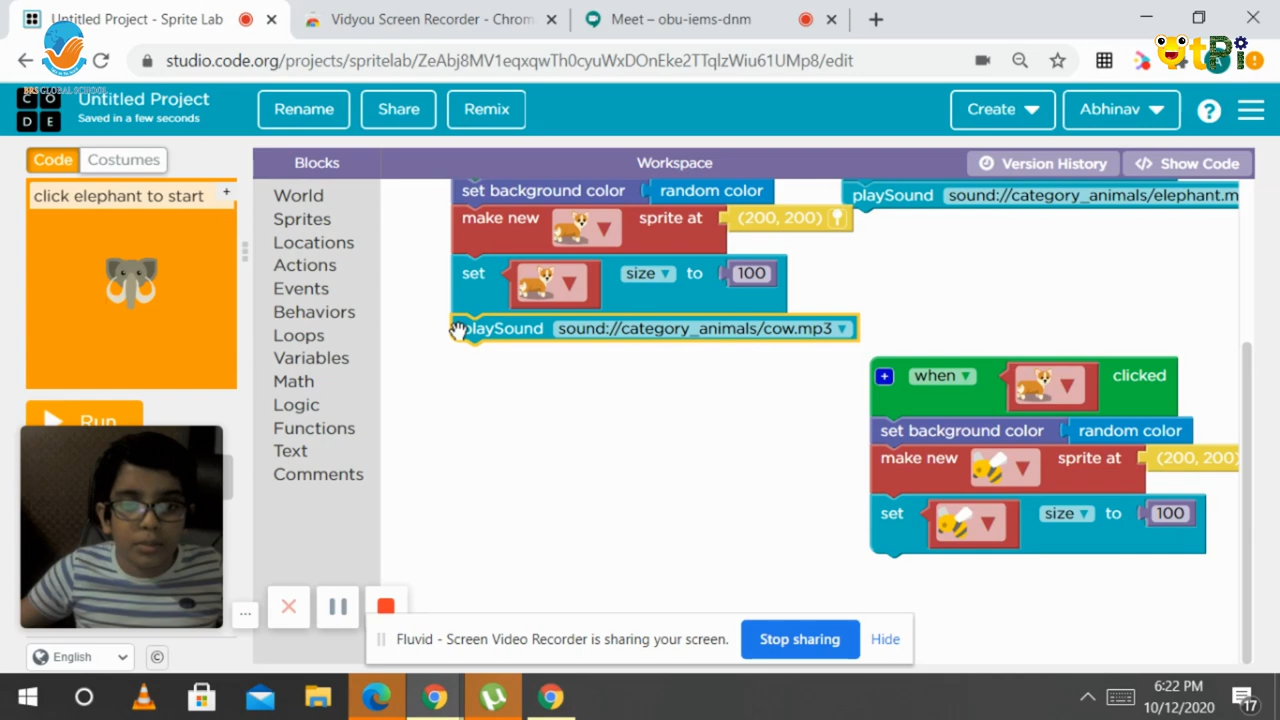 Untitled Project - Sprite Lab
Vidyou Screen Recorder - Chrom
Meet – obu-iems-dnm
studio.code.org/projects/spritelab/ZeAbj8MV1eqxqwTh0cyuWxDOnEke2TTqlzWiu61UMp8/edit
BRS GLOBAL SCHOOL
C O
D E
Untitled Project
Saved in a few seconds
Rename
Share
Remix
Create
Abhinav
?
Code
Costumes
Blocks
Workspace
Version History
</> Show Code
click elephant to start +
Run
World
Sprites
Locations
Actions
Events
Behaviors
Loops
Variables
Math
Logic
Functions
Text
Comments
set background color random color
make new sprite at (200, 200)
set size to 100
playSound sound://category_animals/cow.mp3
playSound sound://category_animals/elephant.m
+ when clicked
set background color random color
make new sprite at (200, 200)
set size to 100
...
Fluvid - Screen Video Recorder is sharing your screen.
Stop sharing
Hide
English
©
6:22 PM
10/12/2020
17